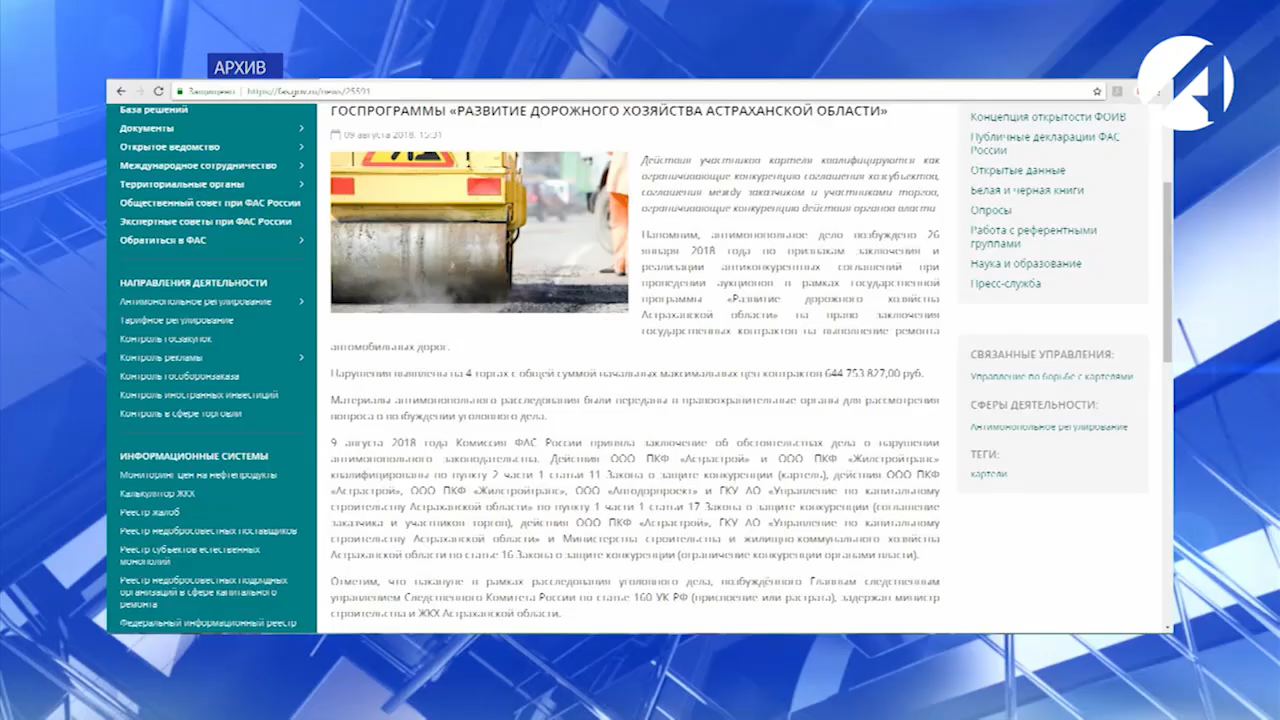 АРХИВ
Защищено | https://fas.gov.ru/news/25591
База решений
Документы
Открытое ведомство
Международное сотрудничество
Территориальные органы
Общественный совет при ФАС России
Экспертные советы при ФАС России
Обратиться в ФАС
НАПРАВЛЕНИЯ ДЕЯТЕЛЬНОСТИ
Антимонопольное регулирование
Тарифное регулирование
Контроль госзакупок
Контроль рекламы
Контроль гособоронзаказа
Контроль иностранных инвестиций
Контроль в сфере торговли
ИНФОРМАЦИОННЫЕ СИСТЕМЫ
Мониторинг цен на нефтепродукты
Калькулятор ЖКХ
Реестр жалоб
Реестр недобросовестных поставщиков
Реестр субъектов естественных
монополий
Реестр недобросовестных подрядных
организаций в сфере капитального
ремонта
Федеральный информационный реестр
ГОСПРОГРАММЫ «РАЗВИТИЕ ДОРОЖНОГО ХОЗЯЙСТВА АСТРАХАНСКОЙ ОБЛАСТИ»
09 августа 2018, 15:31
Действия участников картеля квалифицируются как
ограничивающие конкуренцию соглашения хозсубъектов,
соглашения между заказчиком и участниками торгов,
ограничивающие конкуренцию действия органов власти
Напомним, антимонопольное дело возбуждено 26
января 2018 года по признакам заключения и
реализации антиконкурентных соглашений при
проведении аукционов в рамках государственной
программы «Развитие дорожного хозяйства
Астраханской области» на право заключения
государственных контрактов на выполнение ремонта
автомобильных дорог.
Нарушения выявлены на 4 торгах с общей суммой начальных максимальных цен контрактов 644 753 827,00 руб.
Материалы антимонопольного расследования были переданы в правоохранительные органы для рассмотрения
вопроса о возбуждении уголовного дела.
9 августа 2018 года Комиссия ФАС России приняла заключение об обстоятельствах дела о нарушении
антимонопольного законодательства. Действия ООО ПКФ «Астрастрой» и ООО ПКФ «Жилстройтранс»
квалифицированы по пункту 2 части 1 статьи 11 Закона о защите конкуренции (картель), действия ООО ПКФ
«Астрастрой», ООО ПКФ «Жилстройтранс», ООО «Автодорпроект» и ГКУ АО «Управление по капитальному
строительству Астраханской области» по пункту 1 части 1 статьи 17 Закона о защите конкуренции (соглашение
заказчика и участников торгов), действия ООО ПКФ «Астрастрой», ГКУ АО «Управление по капитальному
строительству Астраханской области» и Министерства строительства и жилищно-коммунального хозяйства
Астраханской области по статье 16 Закона о защите конкуренции (ограничение конкуренции органами власти).
Отметим, что накануне в рамках расследования уголовного дела, возбуждённого Главным следственным
управлением Следственного Комитета России по статье 160 УК РФ (присвоение или растрата), задержан министр
строительства и ЖКХ Астраханской области.
Концепция открытости ФОИВ
Публичные декларации ФАС
России
Открытые данные
Белая и черная книги
Опросы
Работа с референтными
группами
Наука и образование
Пресс-служба
СВЯЗАННЫЕ УПРАВЛЕНИЯ:
Управление по борьбе с картелями
СФЕРЫ ДЕЯТЕЛЬНОСТИ:
Антимонопольное регулирование
ТЕГИ:
картели